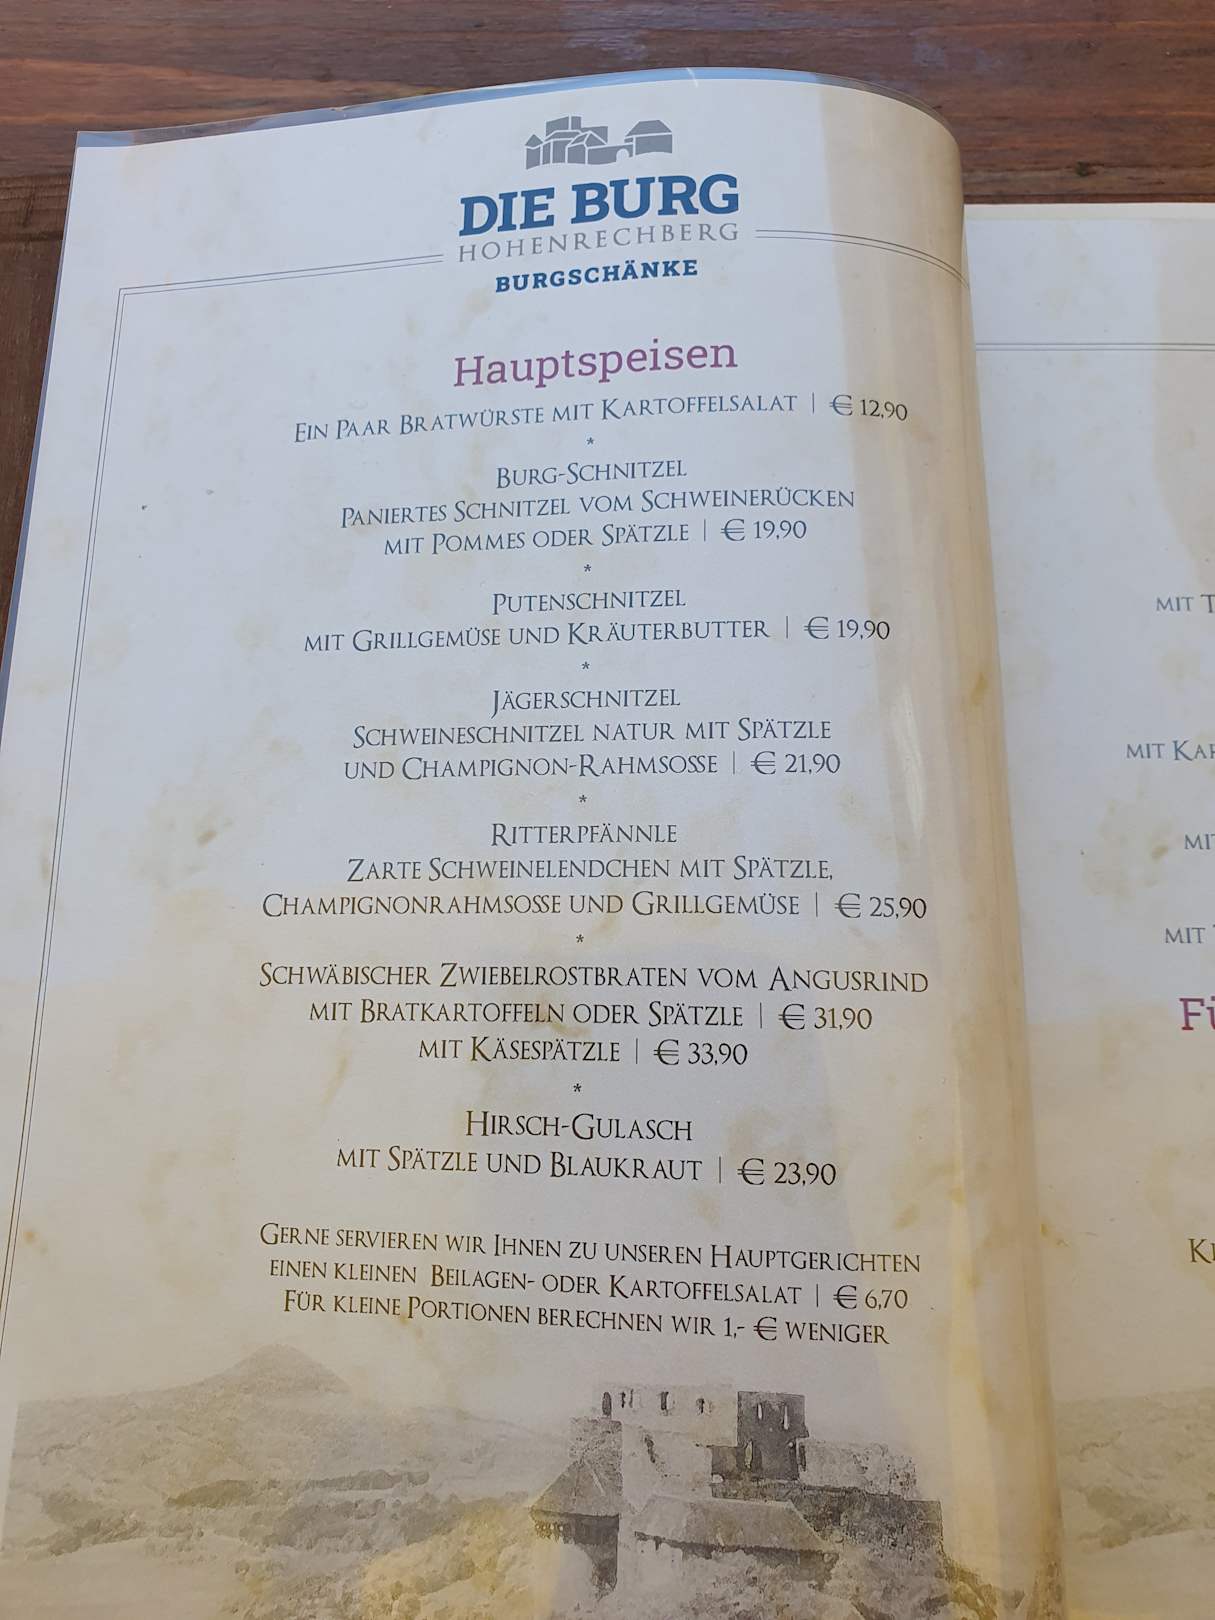 DIE BURG
HOHENRECHBERG
BURGSCHÄNKE
Hauptspeisen
EIN PAAR BRATWÜRSTE MIT KARTOFFELSALAT | € 12,90
*
BURG-SCHNITZEL
PANIERTES SCHNITZEL VOM SCHWEINERÜCKEN
MIT POMMES ODER SPÄTZLE | € 19,90
*
PUTENSCHNITZEL
MIT GRILLGEMÜSE UND KRÄUTERBUTTER | € 19,90
*
JÄGERSCHNITZEL
SCHWEINESCHNITZEL NATUR MIT SPÄTZLE
UND CHAMPIGNON-RAHMSOSSE | € 21,90
*
RITTERPFÄNNLE
ZARTE SCHWEINELENDCHEN MIT SPÄTZLE,
CHAMPIGNONRAHMSOSSE UND GRILLGEMÜSE | € 25,90
*
SCHWÄBISCHER ZWIEBELROSTBRATEN VOM ANGUSRIND
MIT BRATKARTOFFELN ODER SPÄTZLE | € 31,90
MIT KÄSESPÄTZLE | € 33,90
*
HIRSCH-GULASCH
MIT SPÄTZLE UND BLAUKRAUT | € 23,90
GERNE SERVIEREN WIR IHNEN ZU UNSEREN HAUPTGERICHTEN
EINEN KLEINEN BEILAGEN- ODER KARTOFFELSALAT | € 6,70
FÜR KLEINE PORTIONEN BERECHNEN WIR 1,- € WENIGER
MIT
MIT
MIT